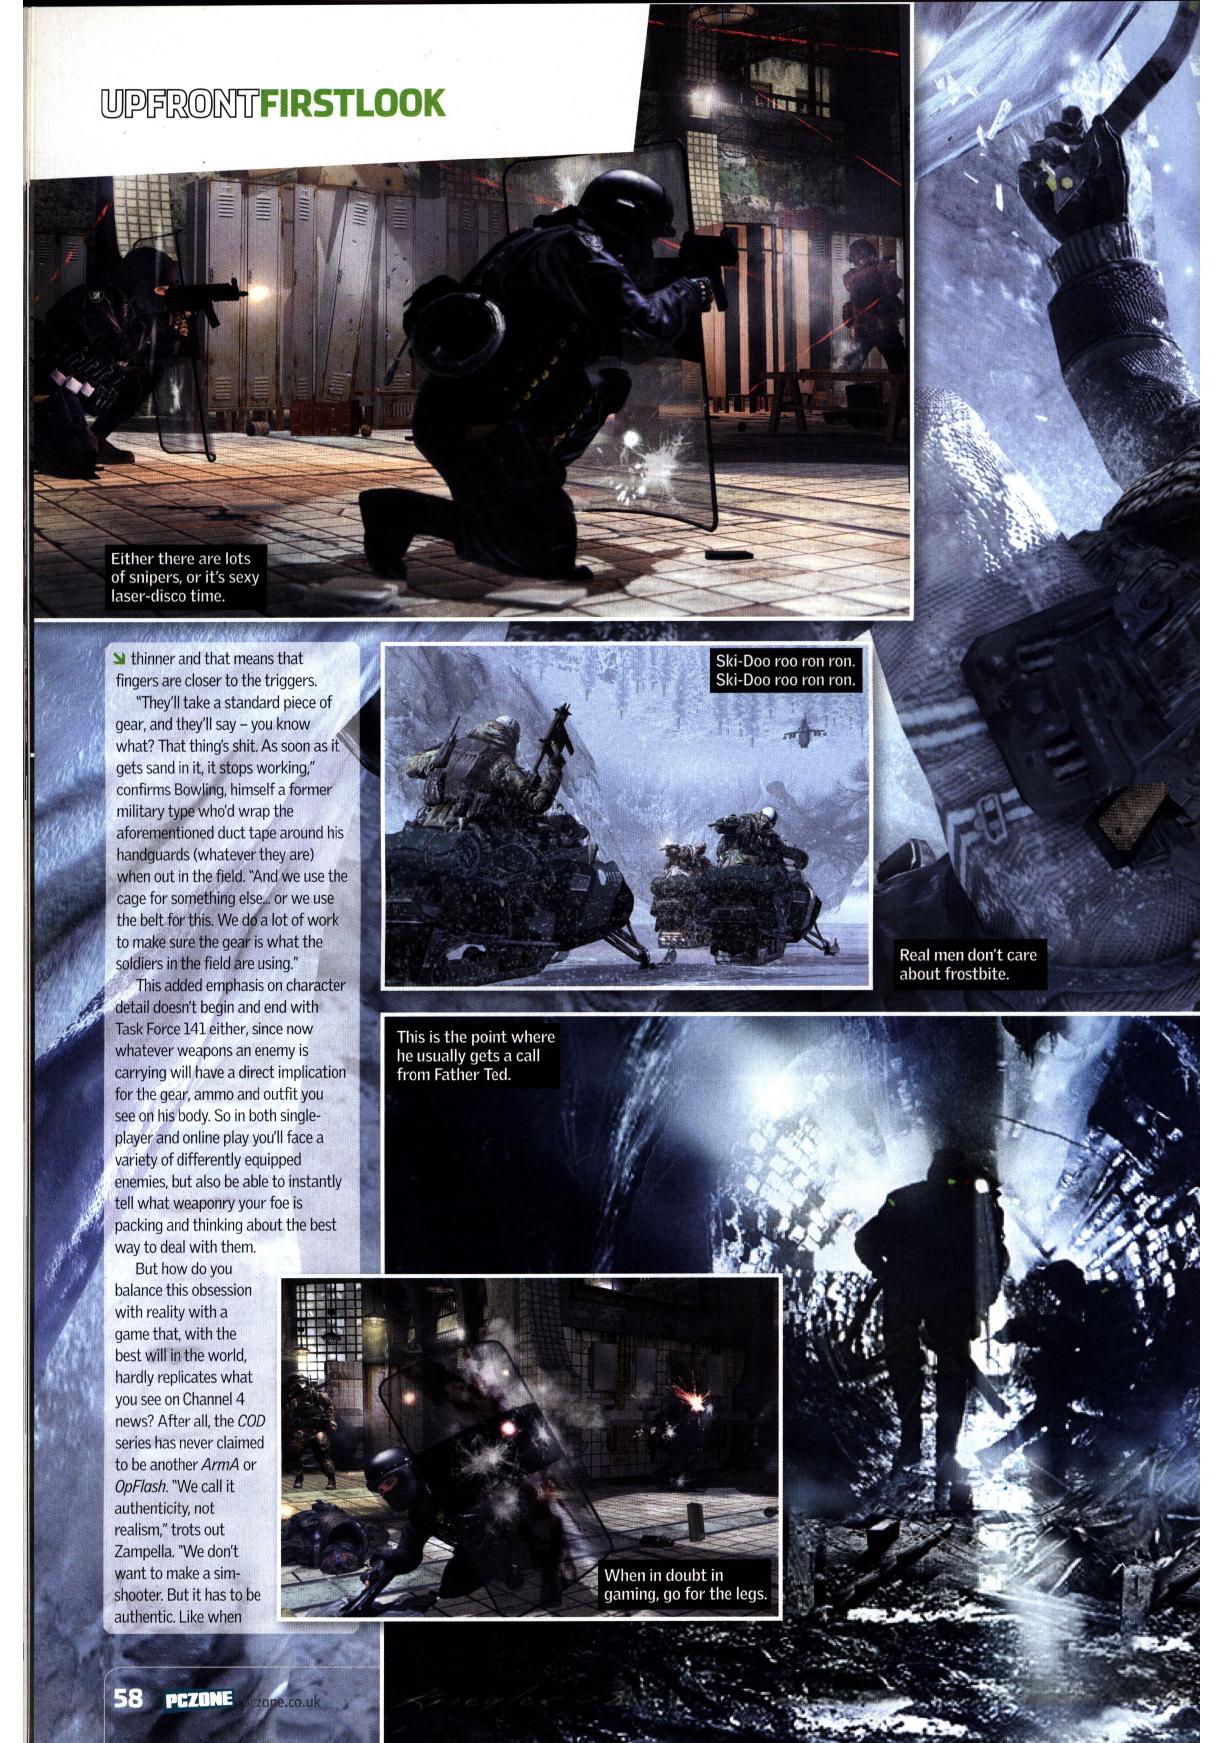 UPFRONTFIRSTLOOK
Either there are lots
of snipers, or it's sexy
laser-disco time.
thinner and that means that
fingers are closer to the triggers.
"They'll take a standard piece of
gear, and they'll say – you know
what? That thing's shit. As soon as it
gets sand in it, it stops working,"
confirms Bowling, himself a former
military type who'd wrap the
aforementioned duct tape around his
handguards (whatever they are)
when out in the field. "And we use the
cage for something else... or we use
the belt for this. We do a lot of work
to make sure the gear is what the
soldiers in the field are using."
This added emphasis on character
detail doesn't begin and end with
Task Force 141 either, since now
whatever weapons an enemy is
carrying will have a direct implication
for the gear, ammo and outfit you
see on his body. So in both single-
player and online play you'll face a
variety of differently equipped
enemies, but also be able to instantly
tell what weaponry your foe is
packing and thinking about the best
way to deal with them.
But how do you
balance this obsession
with reality with a
game that, with the
best will in the world,
hardly replicates what
you see on Channel 4
news? After all, the COD
series has never claimed
to be another ArmA or
OpFlash. "We call it
authenticity, not
realism," trots out
Zampella. "We don't
want to make a sim-
shooter. But it has to be
authentic. Like when
Ski-Doo roo ron ron.
Ski-Doo roo ron ron.
Real men don't care
about frostbite.
This is the point where
he usually gets a call
from Father Ted.
When in doubt in
gaming, go for the legs.
58 PCZONE pczone.co.uk